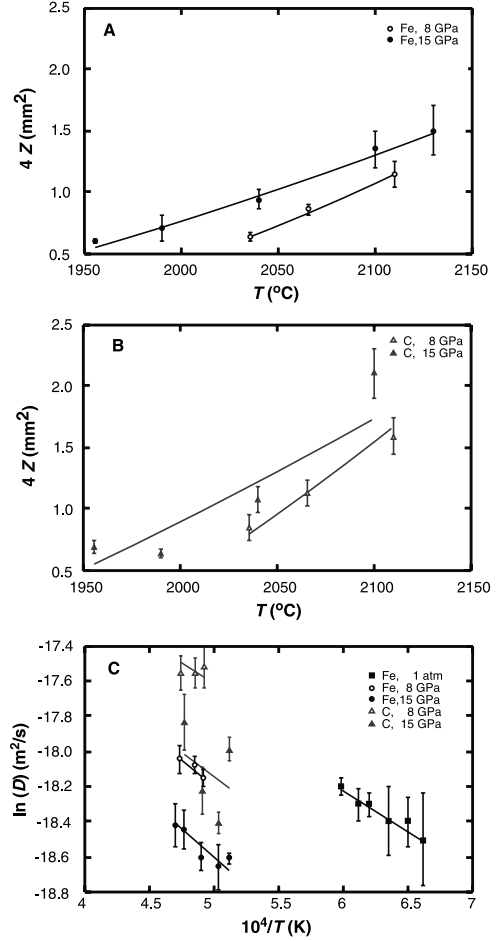 A
Fe, 8 GPa
Fe,15 GPa
2.5
2.0
1.5
1.0
0.5
4 Z (mm²)
1950 2000 2050 2100 2150
T (ºC)
B
C, 8 GPa
C, 15 GPa
2.5
2.0
1.5
1.0
0.5
4 Z (mm²)
1950 2000 2050 2100 2150
T (ºC)
C
Fe, 1 atm
Fe, 8 GPa
Fe,15 GPa
C, 8 GPa
C, 15 GPa
-17.4
-17.6
-17.8
-18.0
-18.2
-18.4
-18.6
-18.8
ln (D) (m²/s)
4 4.5 5 5.5 6 6.5 7
10⁴/T (K)